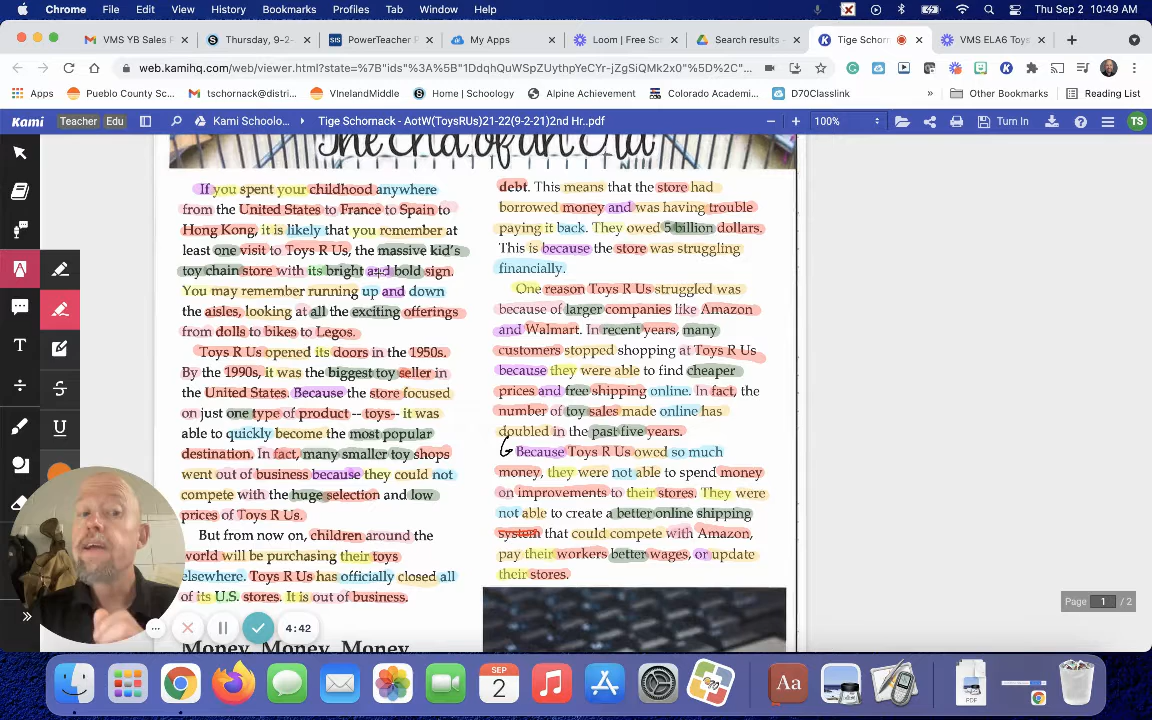 Chrome File Edit View History Bookmarks Profiles Tab Window Help Thu Sep 2 10:49 AM
VMS YB Sales Thursday, 9-2- PowerTeacher My Apps Loom | Free Sc Search results - Tige Schorn VMS ELA6 Toys
web.kamihq.com/web/viewer.html?state=%7B"ids"%3A%5B"1DdqhQuWSpZUythpYeCYr-jZgSiQMk2x0"%5D%2C"...
Apps Pueblo County Sc... tschornack@distri... VInelandMiddle Home | Schoology Alpine Achievement Colorado Academic... D70Classlink » Other Bookmarks Reading List
Kami Teacher Edu Kami Schoolo... Tige Schornack - AotW(ToysRUs)21-22(9-2-21)2nd Hr..pdf 100% Turn In TS
The End of an Era
If you spent your childhood anywhere
from the United States to France to Spain to
Hong Kong, it is likely that you remember at
least one visit to Toys R Us, the massive kid's
toy chain store with its bright and bold sign.
You may remember running up and down
the aisles, looking at all the exciting offerings
from dolls to bikes to Legos.
Toys R Us opened its doors in the 1950s.
By the 1990s, it was the biggest toy seller in
the United States. Because the store focused
on just one type of product -- toys-- it was
able to quickly become the most popular
destination. In fact, many smaller toy shops
went out of business because they could not
compete with the huge selection and low
prices of Toys R Us.
But from now on, children around the
world will be purchasing their toys
elsewhere. Toys R Us has officially closed all
of its U.S. stores. It is out of business.
Money, Money, Money
debt. This means that the store had
borrowed money and was having trouble
paying it back. They owed 5 billion dollars.
This is because the store was struggling
financially.
One reason Toys R Us struggled was
because of larger companies like Amazon
and Walmart. In recent years, many
customers stopped shopping at Toys R Us
because they were able to find cheaper
prices and free shipping online. In fact, the
number of toy sales made online has
doubled in the past five years.
Because Toys R Us owed so much
money, they were not able to spend money
on improvements to their stores. They were
not able to create a better online shipping
system that could compete with Amazon,
pay their workers better wages, or update
their stores.
Page 1 / 2
4:42
SEP
2
Aa
PDF